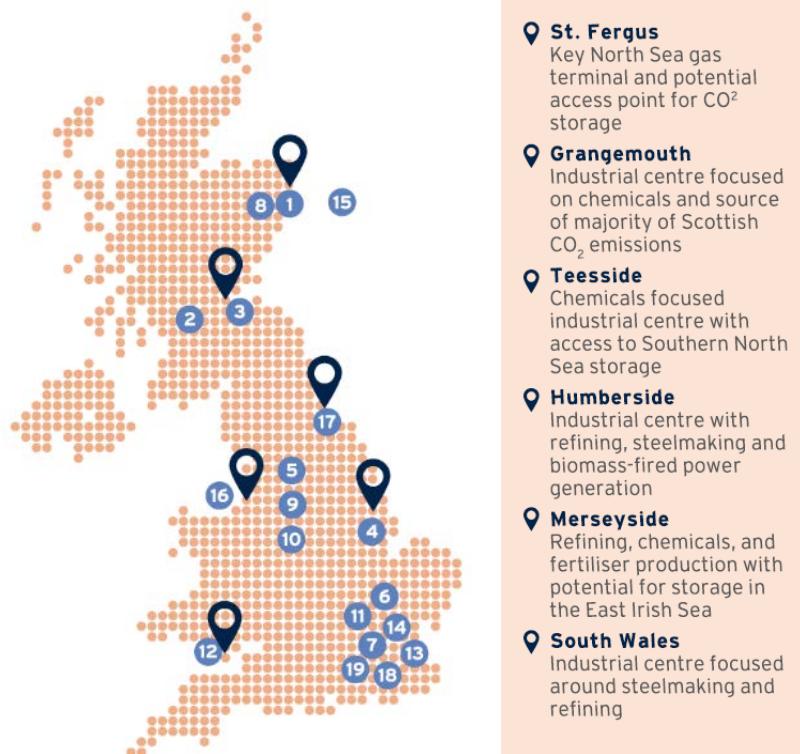 8
1
15
2
3
17
5
16
9
4
10
6
11
14
7
12
13
19
18
St. Fergus
Key North Sea gas
terminal and potential
access point for CO²
storage
Grangemouth
Industrial centre focused
on chemicals and source
of majority of Scottish
CO₂ emissions
Teesside
Chemicals focused
industrial centre with
access to Southern North
Sea storage
Humberside
Industrial centre with
refining, steelmaking and
biomass-fired power
generation
Merseyside
Refining, chemicals, and
fertiliser production with
potential for storage in
the East Irish Sea
South Wales
Industrial centre focused
around steelmaking and
refining